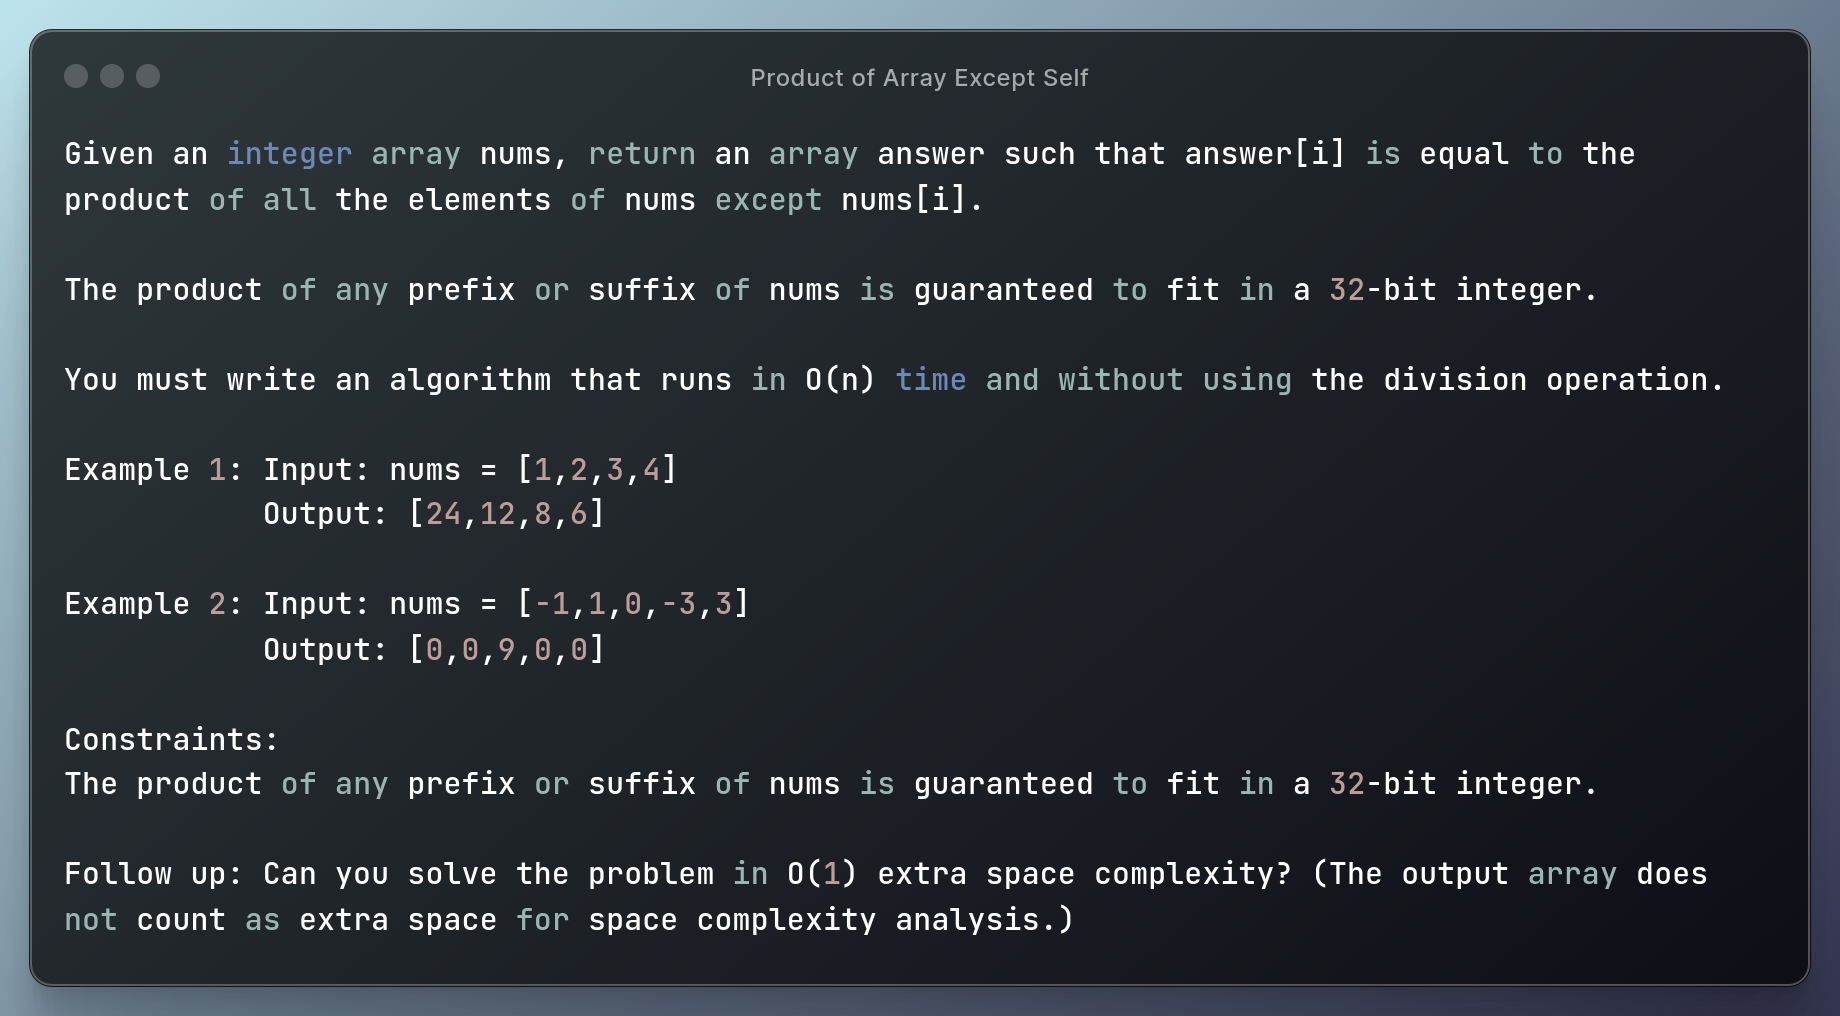 Product of Array Except Self
Given an integer array nums, return an array answer such that answer[i] is equal to the
product of all the elements of nums except nums[i].
The product of any prefix or suffix of nums is guaranteed to fit in a 32-bit integer.
You must write an algorithm that runs in O(n) time and without using the division operation.
Example 1: Input: nums = [1,2,3,4]
Output: [24,12,8,6]
Example 2: Input: nums = [-1,1,0,-3,3]
Output: [0,0,9,0,0]
Constraints:
The product of any prefix or suffix of nums is guaranteed to fit in a 32-bit integer.
Follow up: Can you solve the problem in O(1) extra space complexity? (The output array does
not count as extra space for space complexity analysis.)